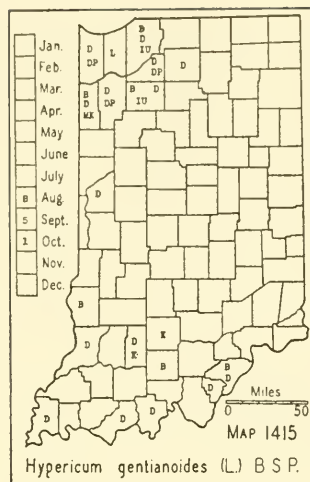 Jan.
Feb.
Mar.
Apr.
May
June
July
8 Aug.
5 Sept.
1 Oct.
Nov.
Dec.
B
D
D L IU
DP D D
DP
B D B D
D DP IU
MK
D
B
K
D D
K B
B
D
D
D D D
Miles
0 50
MAP 1415
Hypericum gentianoides (L.) B S P.